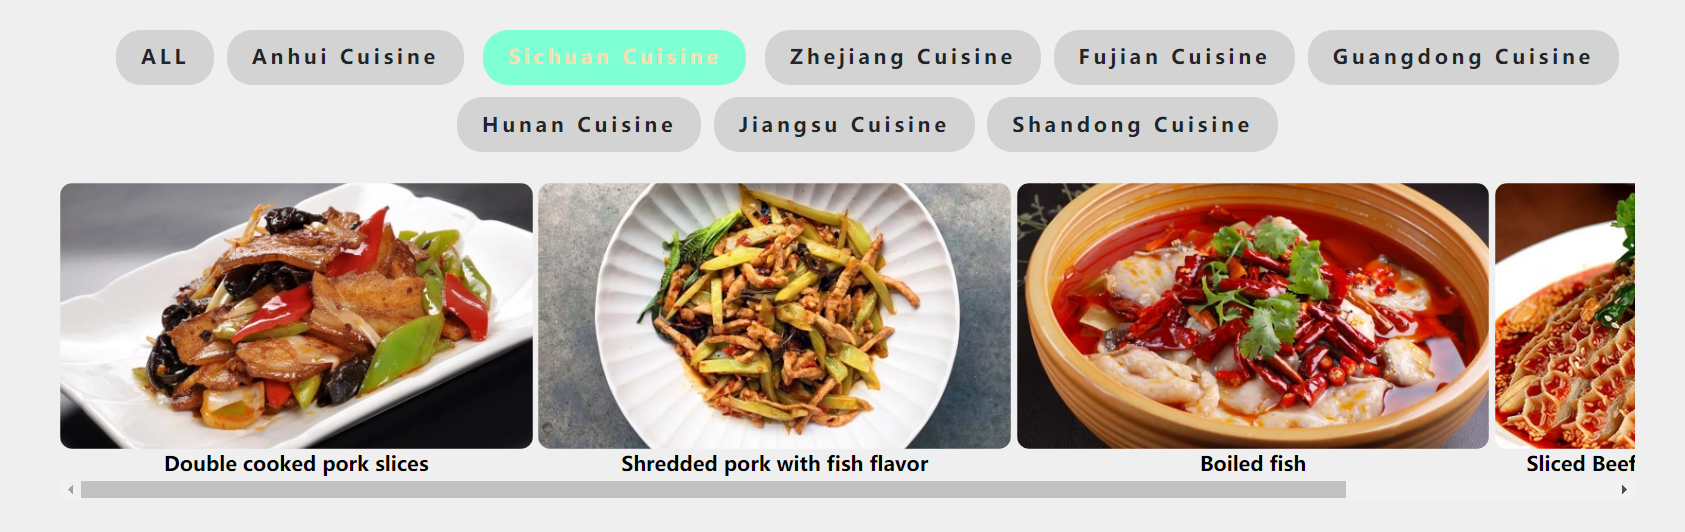 ALL Anhui Cuisine Sichuan Cuisine Zhejiang Cuisine Fujian Cuisine Guangdong Cuisine
Hunan Cuisine Jiangsu Cuisine Shandong Cuisine
Double cooked pork slices Shredded pork with fish flavor Boiled fish Sliced Beef